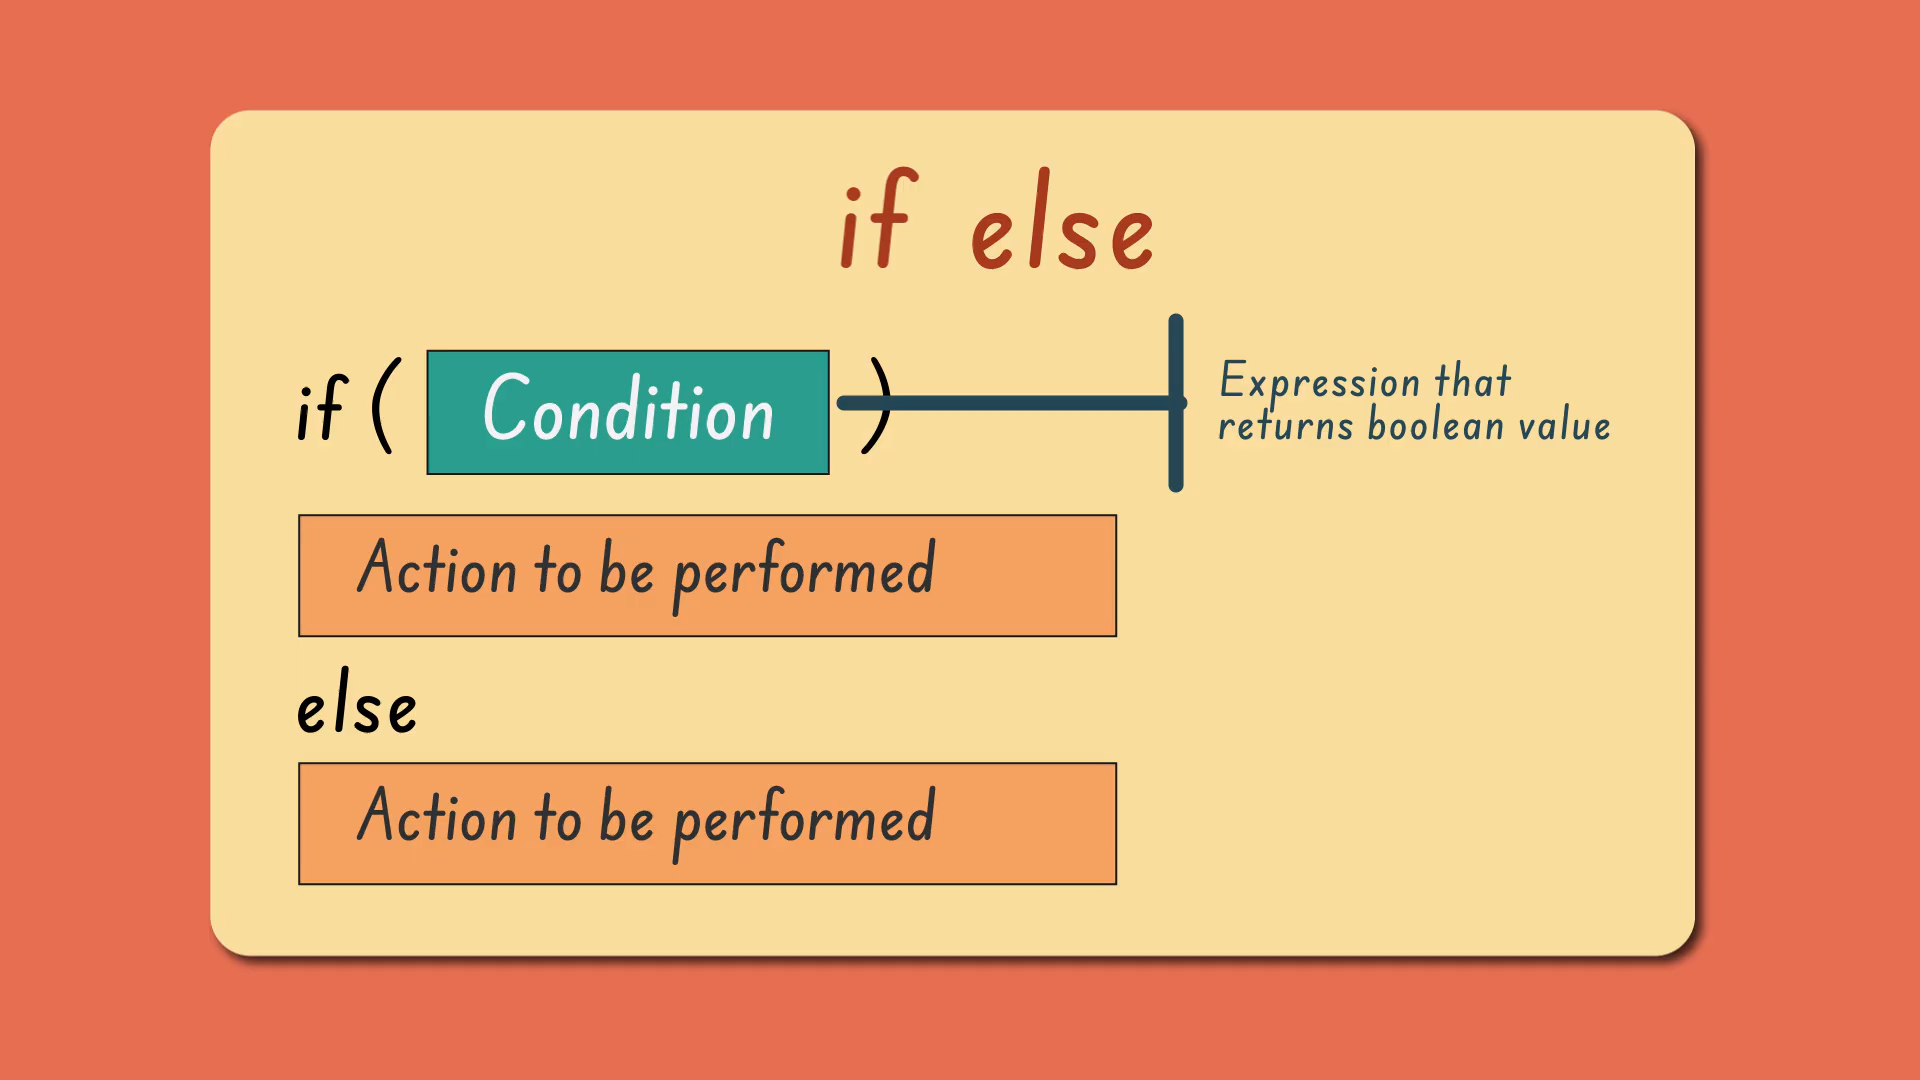 if else
if ( Condition )
Expression that
returns boolean value
Action to be performed
else
Action to be performed